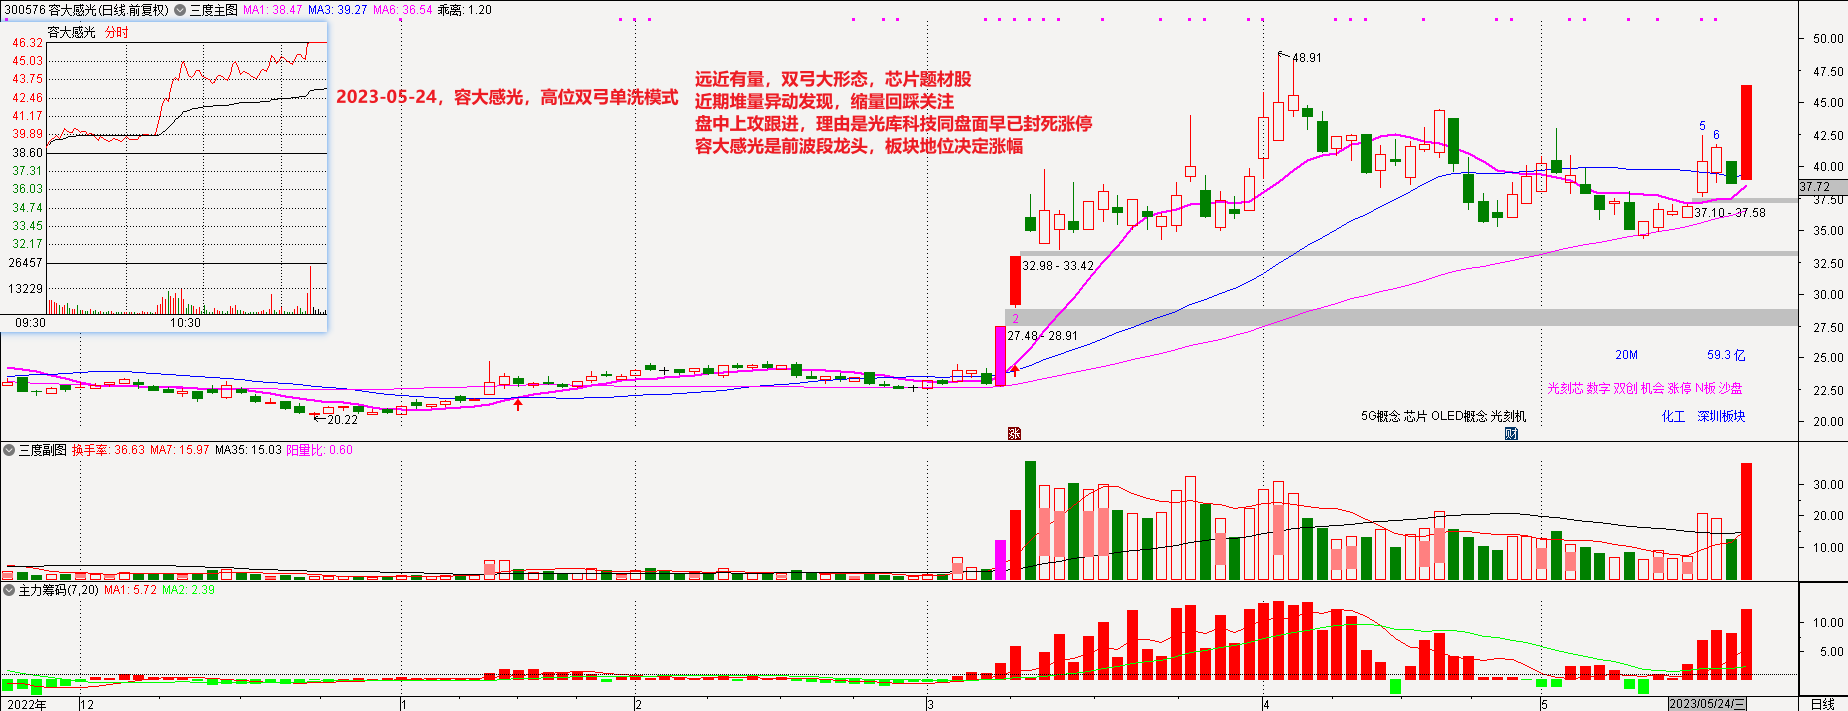 300576 容大感光(日线.前复权) 三度主图 MA1: 38.47 MA3: 39.27 MA6: 36.54 乖离: 1.20
容大感光 分时
46.32
45.03
43.75
42.46
41.17
39.89
38.60
37.31
36.03
34.74
33.45
32.17
26457
13229
09:30 10:30
2023-05-24，容大感光，高位双弓单洗模式
远近有量，双弓大形态，芯片题材股
近期堆量异动发现，缩量回踩关注
盘中上攻跟进，理由是光库科技同盘面早已封死涨停
容大感光是前波段龙头，板块地位决定涨幅
48.91
5
6
37.10 - 37.58
32.98 - 33.42
2
27.48 - 28.91
20.22
20M 59.3 亿
光刻芯 数字 双创 机会 涨停 N板 沙盘
5G概念 芯片 OLED概念 光刻机 化工 深圳板块
涨
财
50.00
47.50
45.00
42.50
40.00
37.72
37.50
35.00
32.50
30.00
27.50
25.00
22.50
20.00
三度副图 换手率: 36.63 MA7: 15.97 MA35: 15.03 阳量比: 0.60
30.00
20.00
10.00
主力筹码(7,20) MA1: 5.72 MA2: 2.39
10.00
5.00
2022年 12 1 2 3 4 5 2023/05/24/三 日线